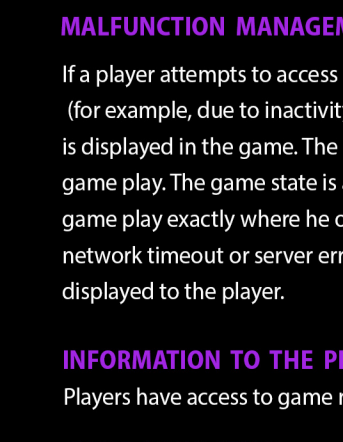 MALFUNCTION MANAGEM
If a player attempts to access
(for example, due to inactivit
is displayed in the game. The
game play. The game state is
game play exactly where he o
network timeout or server err
displayed to the player.
INFORMATION TO THE P
Players have access to game